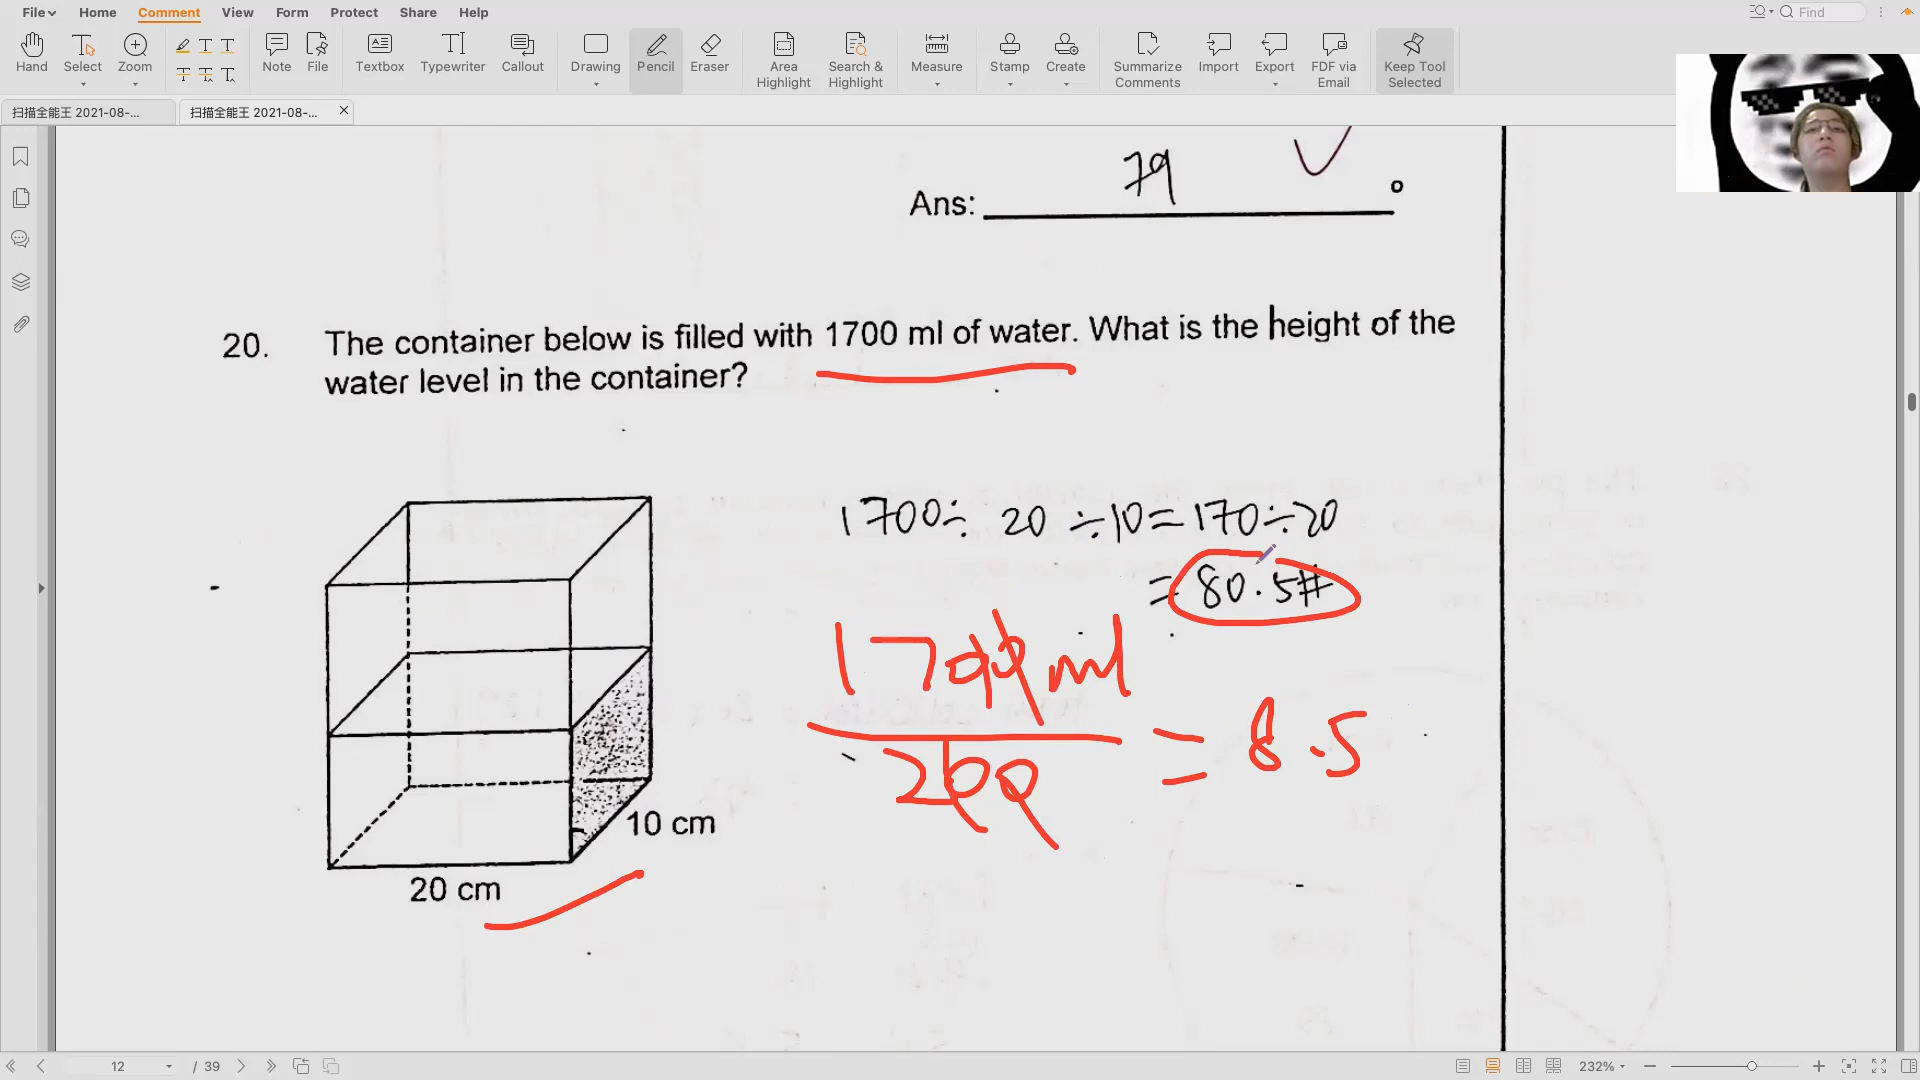 File Home Comment View Form Protect Share Help
Find
Hand Select Zoom Note File Textbox Typewriter Callout Drawing Pencil Eraser Area Highlight Search & Highlight Measure Stamp Create Summarize Comments Import Export FDF via Email Keep Tool Selected
扫描全能王 2021-08-... 扫描全能王 2021-08-...
79
Ans: °
20. The container below is filled with 1700 ml of water. What is the height of the
water level in the container?
1700÷ 20 ÷10=170÷20
=80.5#
1700 ml
200
= 8.5
10 cm
20 cm
12 / 39
232%